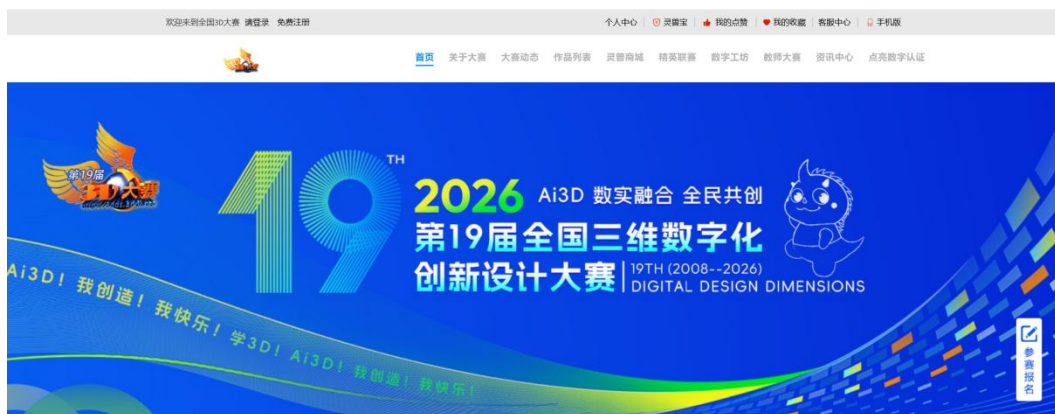 欢迎来到全国3D大赛 请登录 免费注册
个人中心 灵兽宝 我的点赞 我的收藏 客服中心 手机版
首页 关于大赛 大赛动态 作品列表 灵兽商城 精英联赛 数字工坊 教师大赛 资讯中心 点亮数字认证
第19届
3D大赛
19TH
2026 Ai3D 数实融合 全民共创
第19届全国三维数字化
创新设计大赛
19TH (2008--2026)
DIGITAL DESIGN DIMENSIONS
Ai3D! 我创造! 我快乐! 学3D! Ai3D! 我创造! 我快乐!
参赛报名